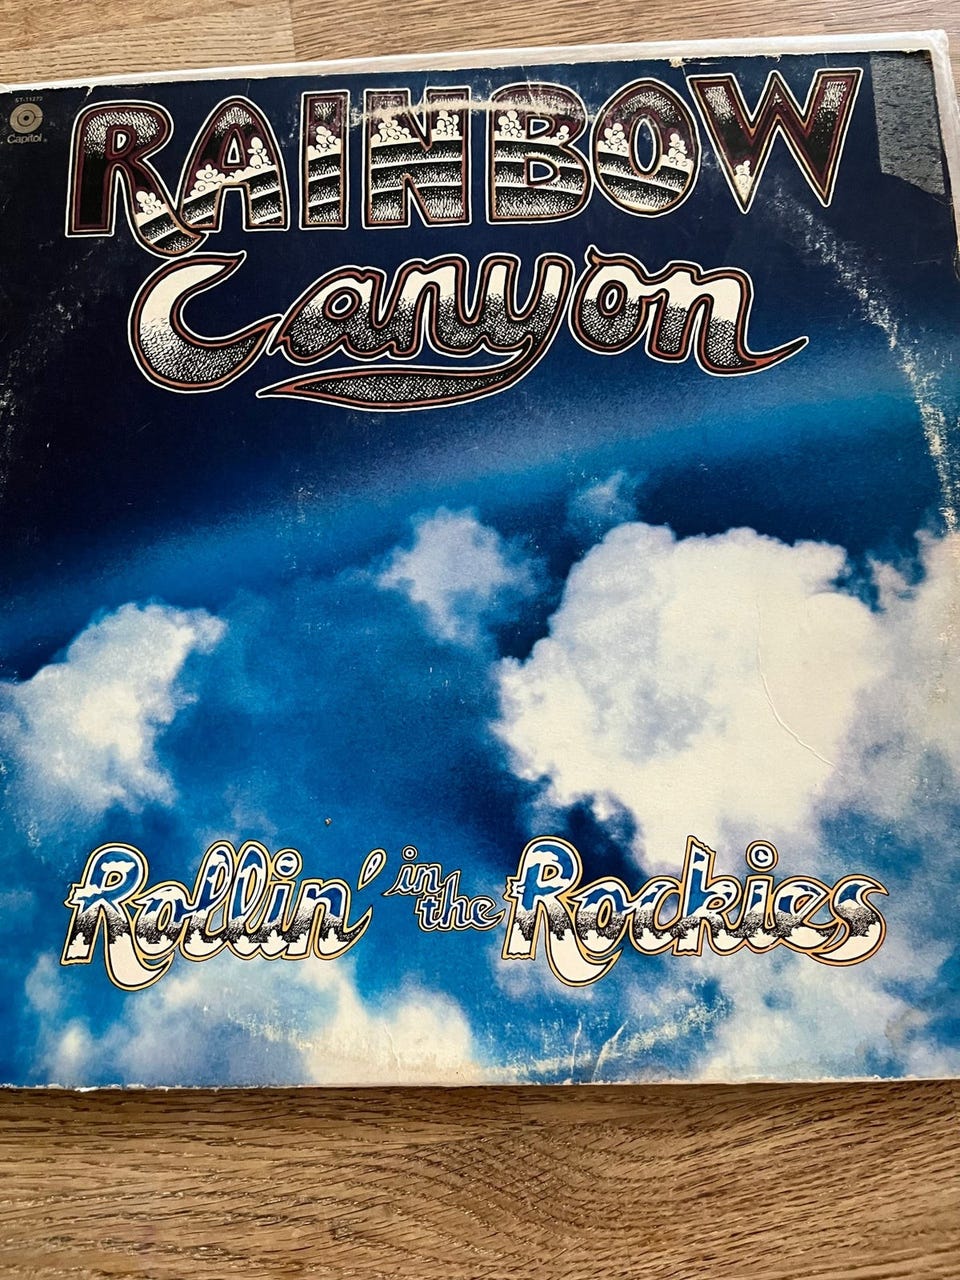 ST-11273
Capitol®
RAINBOW
Canyon
Rollin' in the Rockies